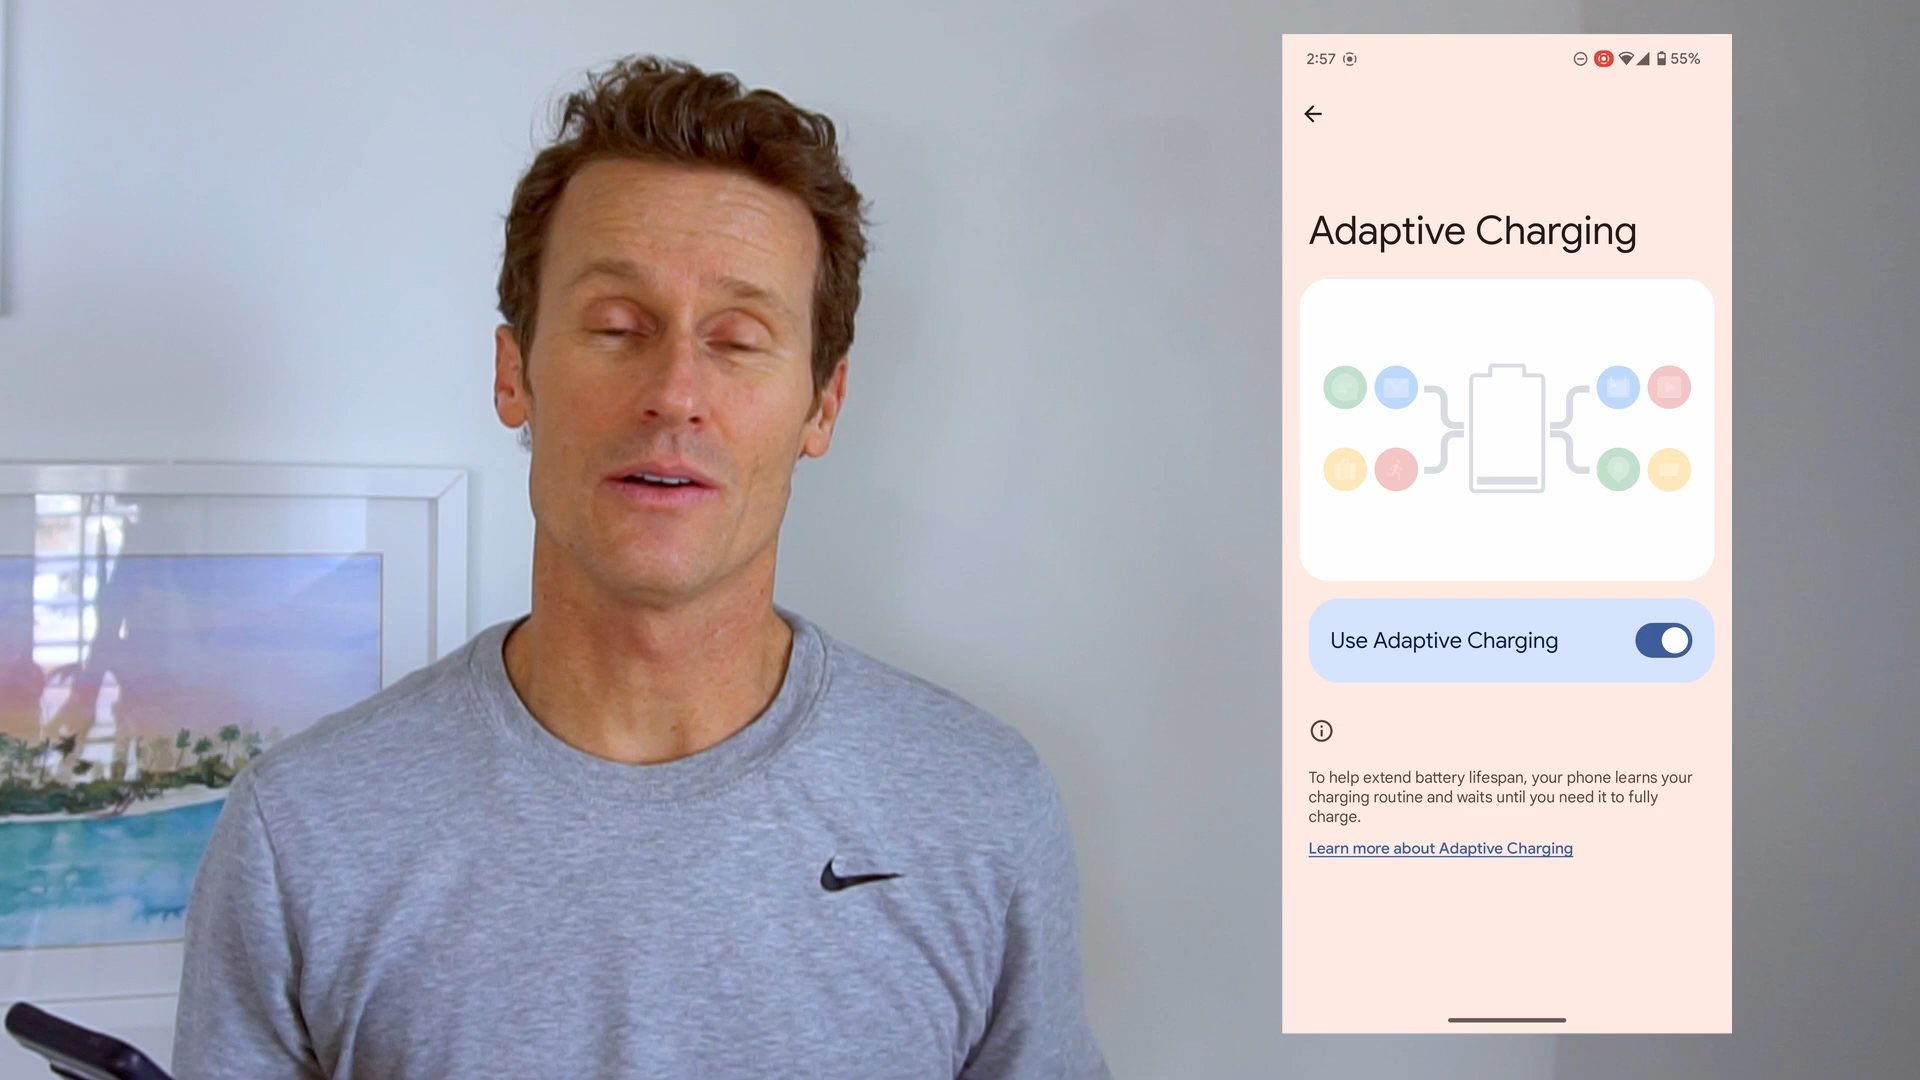 2:57
55%
Adaptive Charging
Use Adaptive Charging
To help extend battery lifespan, your phone learns your
charging routine and waits until you need it to fully
charge.
Learn more about Adaptive Charging